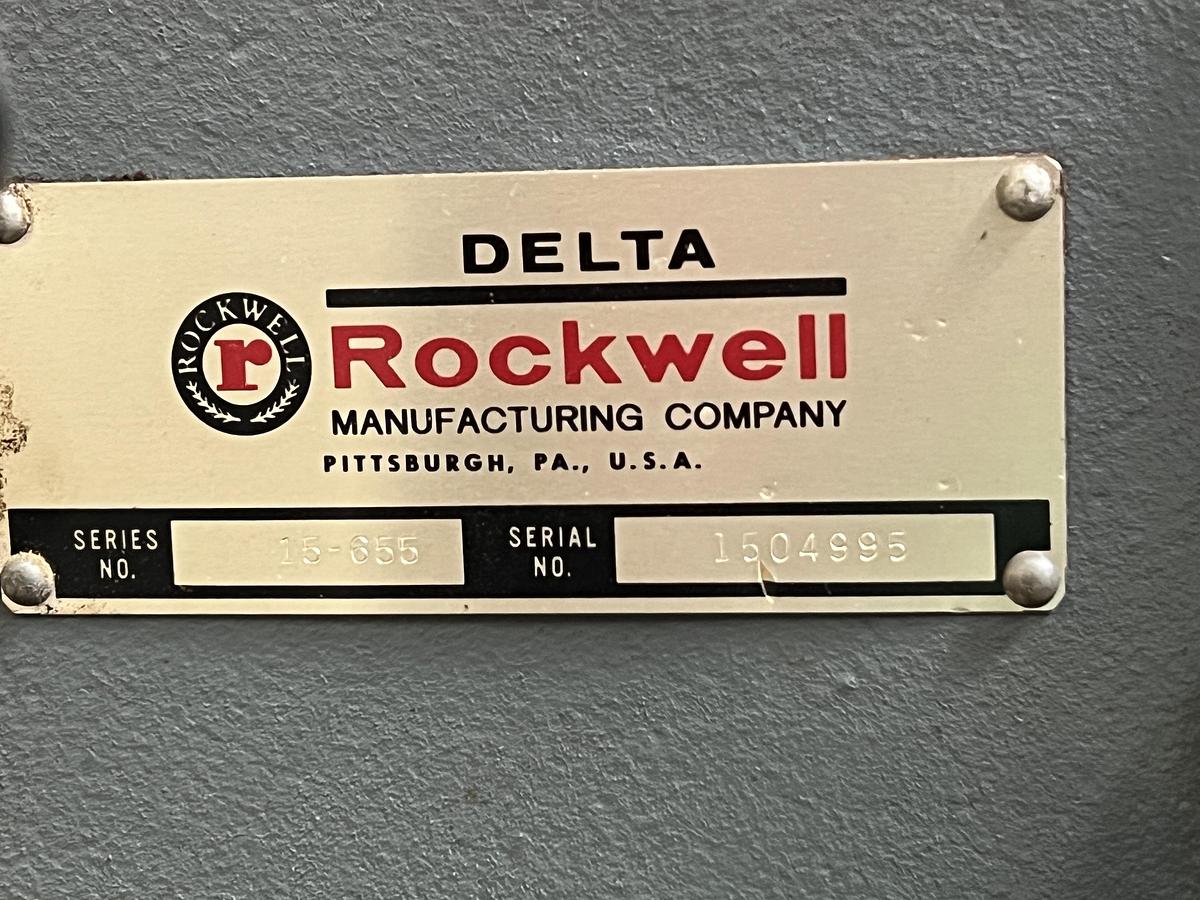 DELTA
ROCKWELL
r
Rockwell
MANUFACTURING COMPANY
PITTSBURGH, PA., U.S.A.
SERIES NO. 15-655
SERIAL NO. 1504995